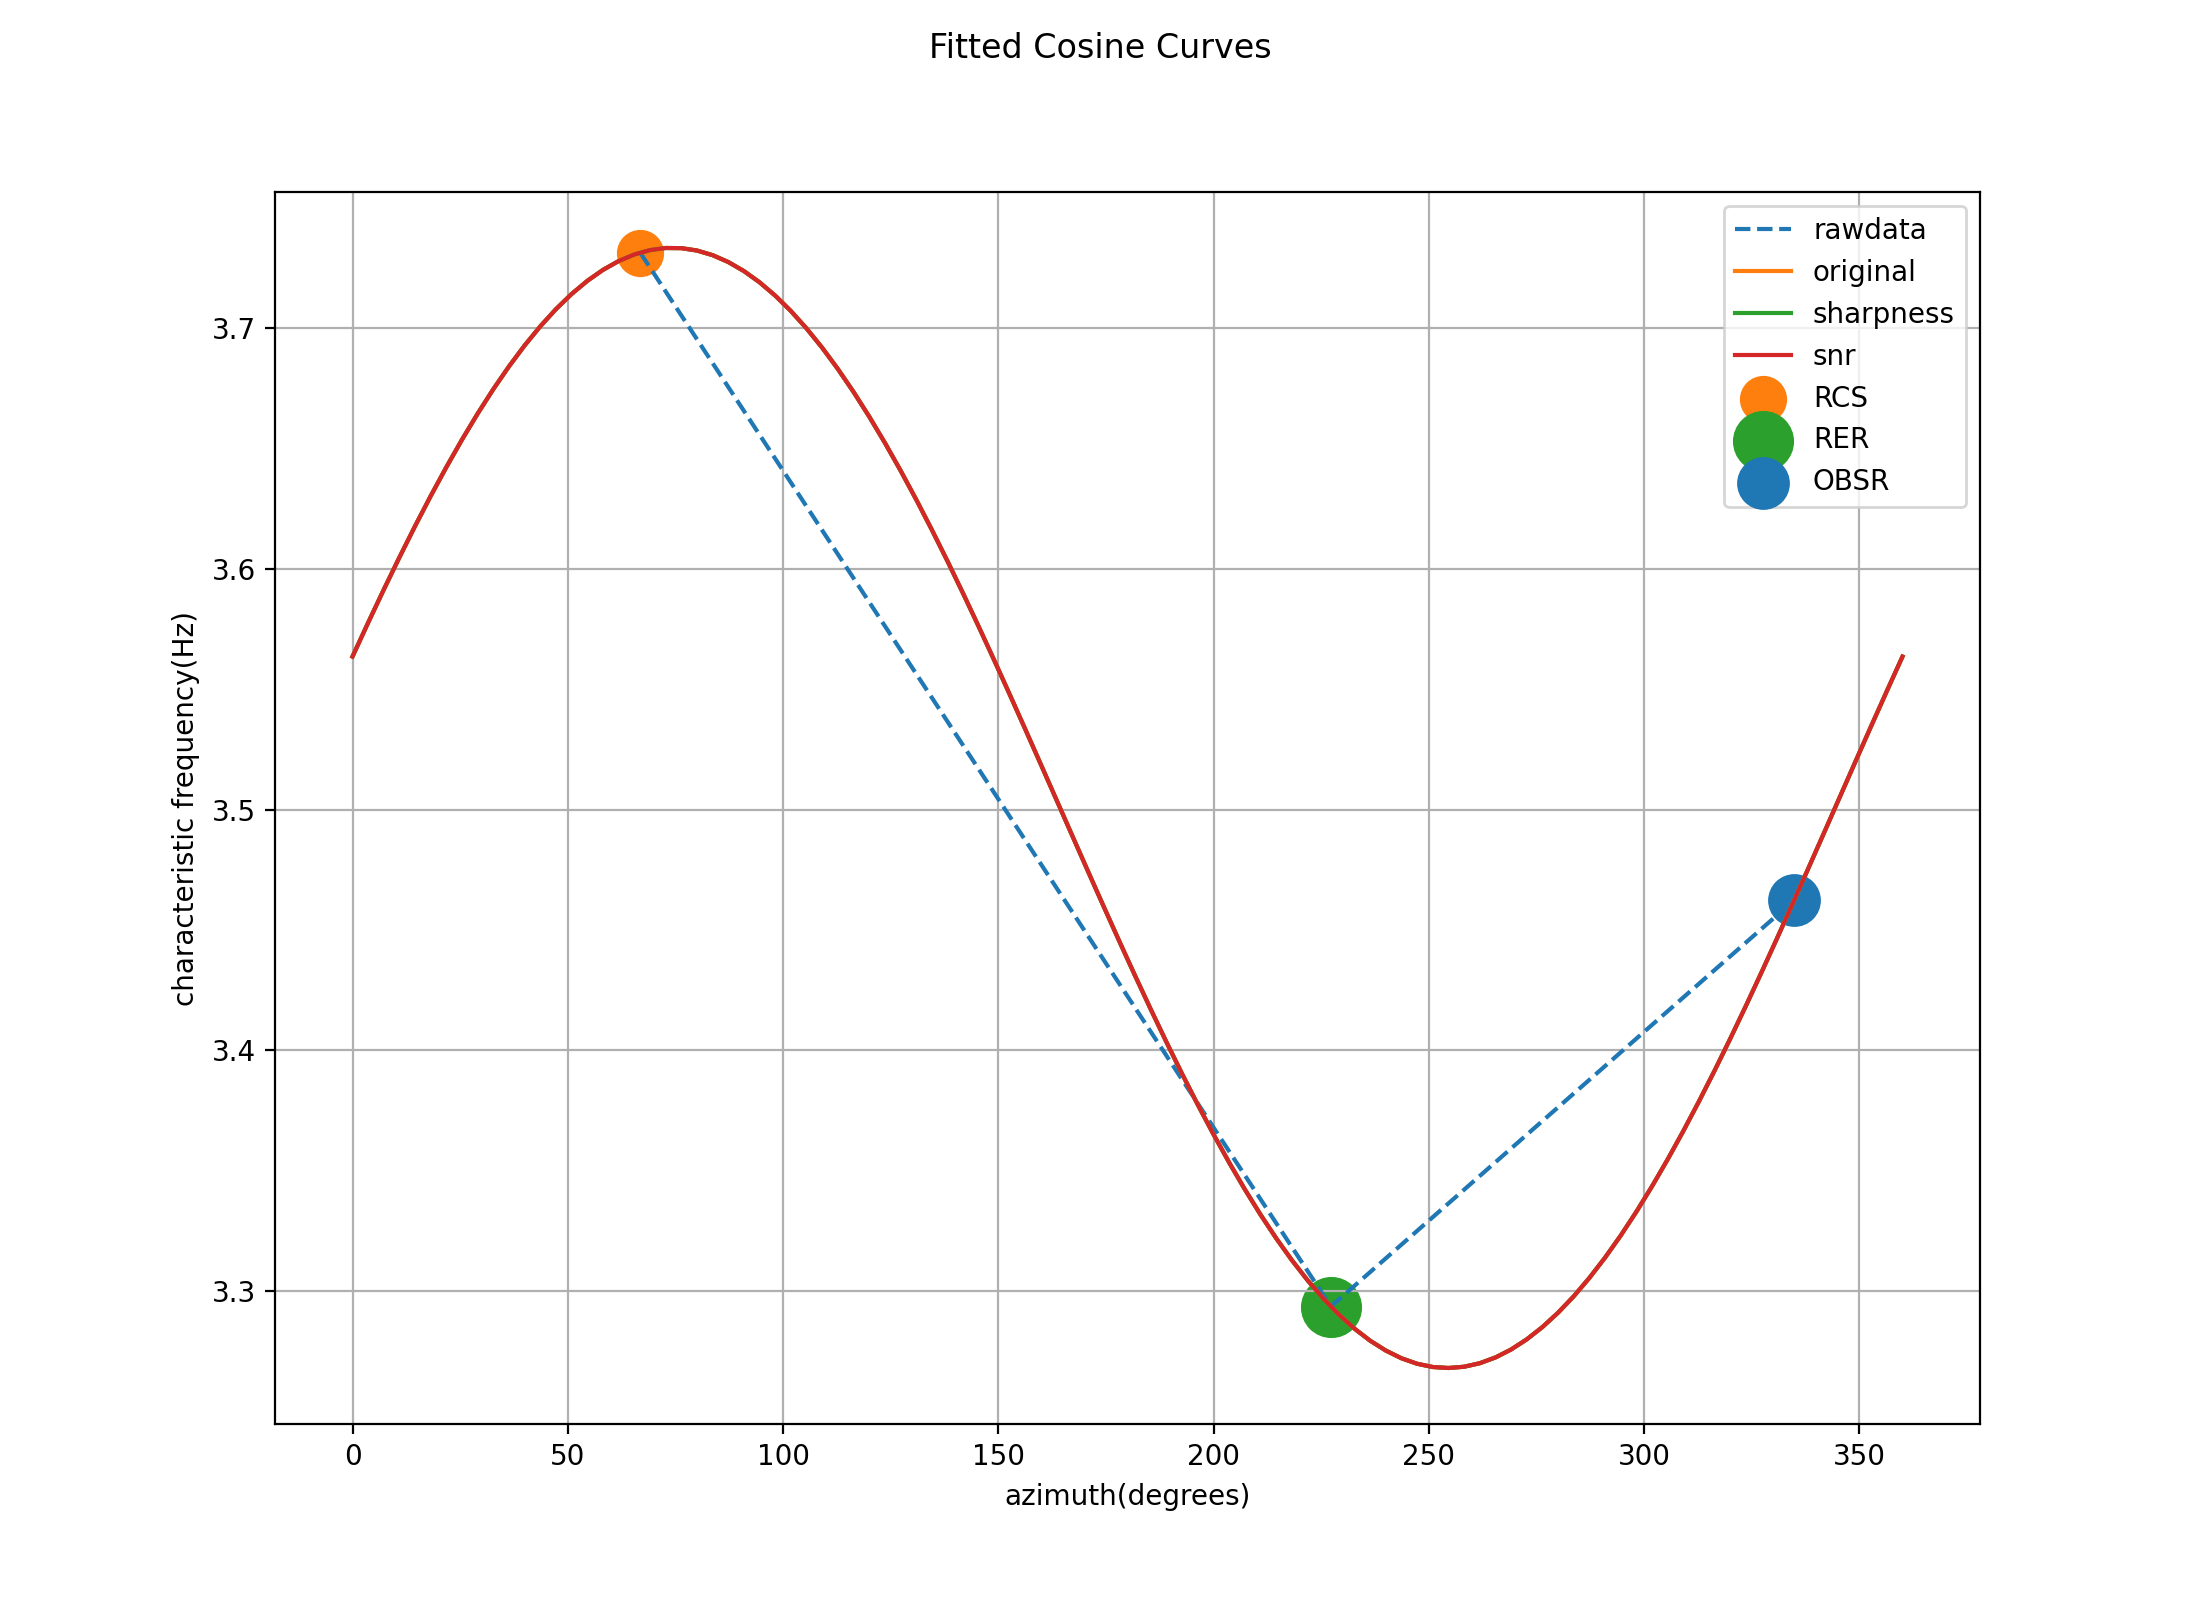 Fitted Cosine Curves
rawdata
original
sharpness
snr
RCS
RER
OBSR
characteristic frequency(Hz)
3.7
3.6
3.5
3.4
3.3
0 50 100 150 200 250 300 350
azimuth(degrees)